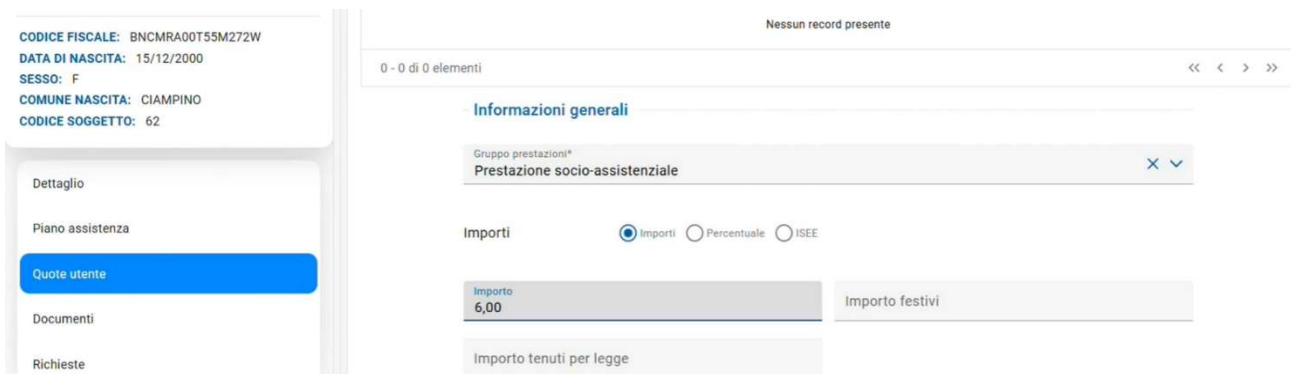 CODICE FISCALE: BNCMRA00T55M272W
DATA DI NASCITA: 15/12/2000
SESSO: F
COMUNE NASCITA: CIAMPINO
CODICE SOGGETTO: 62
Dettaglio
Piano assistenza
Quote utente
Documenti
Richieste
Nessun record presente
0 - 0 di 0 elementi
Informazioni generali
Gruppo prestazioni*
Prestazione socio-assistenziale
Importi Importi Percentuale ISEE
Importo
6,00
Importo festivi
Importo tenuti per legge